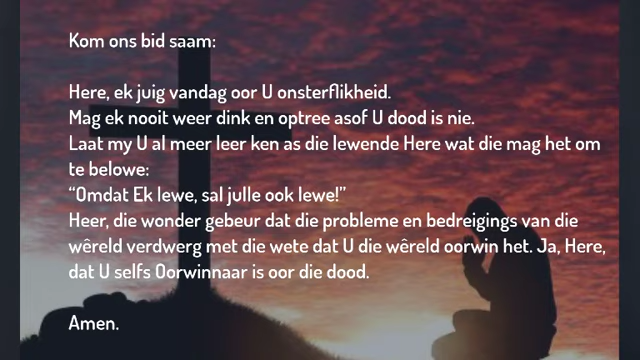 Kom ons bid saam:
Here, ek juig vandag oor U onsterflikheid.
Mag ek nooit weer dink en optree asof U dood is nie.
Laat my U al meer leer ken as die lewende Here wat die mag het om
te belowe:
“Omdat Ek lewe, sal julle ook lewe!”
Heer, die wonder gebeur dat die probleme en bedreigings van die
wêreld verdwerg met die wete dat U die wêreld oorwin het. Ja, Here,
dat U selfs Oorwinnaar is oor die dood.
Amen.